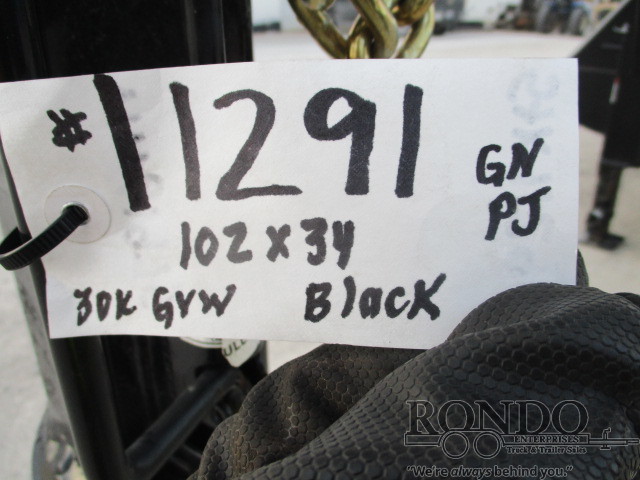 #11291
GN
PJ
102 x 34
30K GVW Black
RONDO
ENTERPRISES
Truck & Trailer Sales
"We're always behind you."